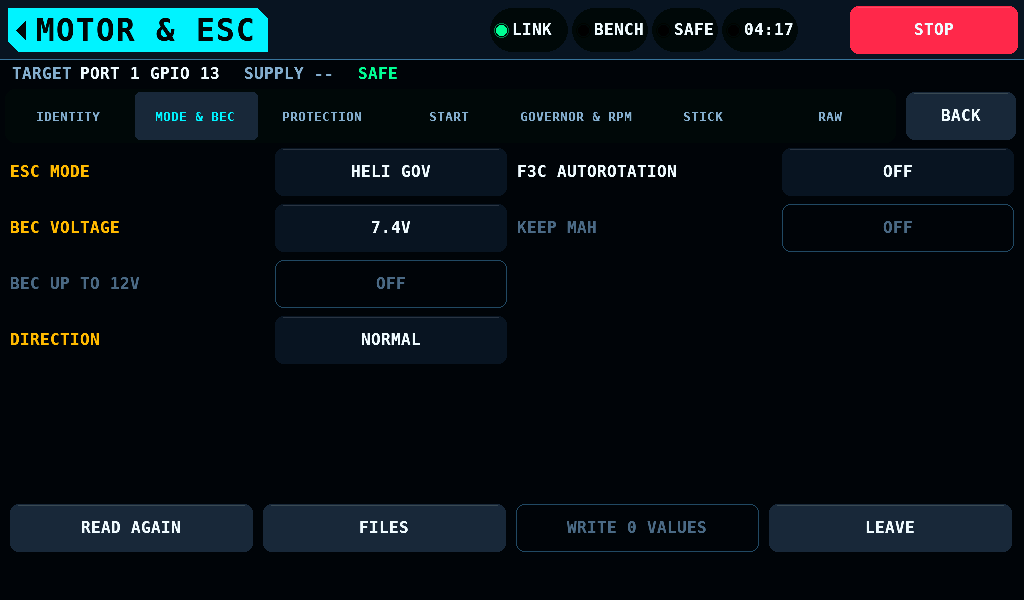 MOTOR & ESC
LINK BENCH SAFE 04:17 STOP
TARGET PORT 1 GPIO 13 SUPPLY -- SAFE
IDENTITY MODE & BEC PROTECTION START GOVERNOR & RPM STICK RAW BACK
ESC MODE HELI GOV F3C AUTOROTATION OFF
BEC VOLTAGE 7.4V KEEP MAH OFF
BEC UP TO 12V OFF
DIRECTION NORMAL
READ AGAIN FILES WRITE 0 VALUES LEAVE